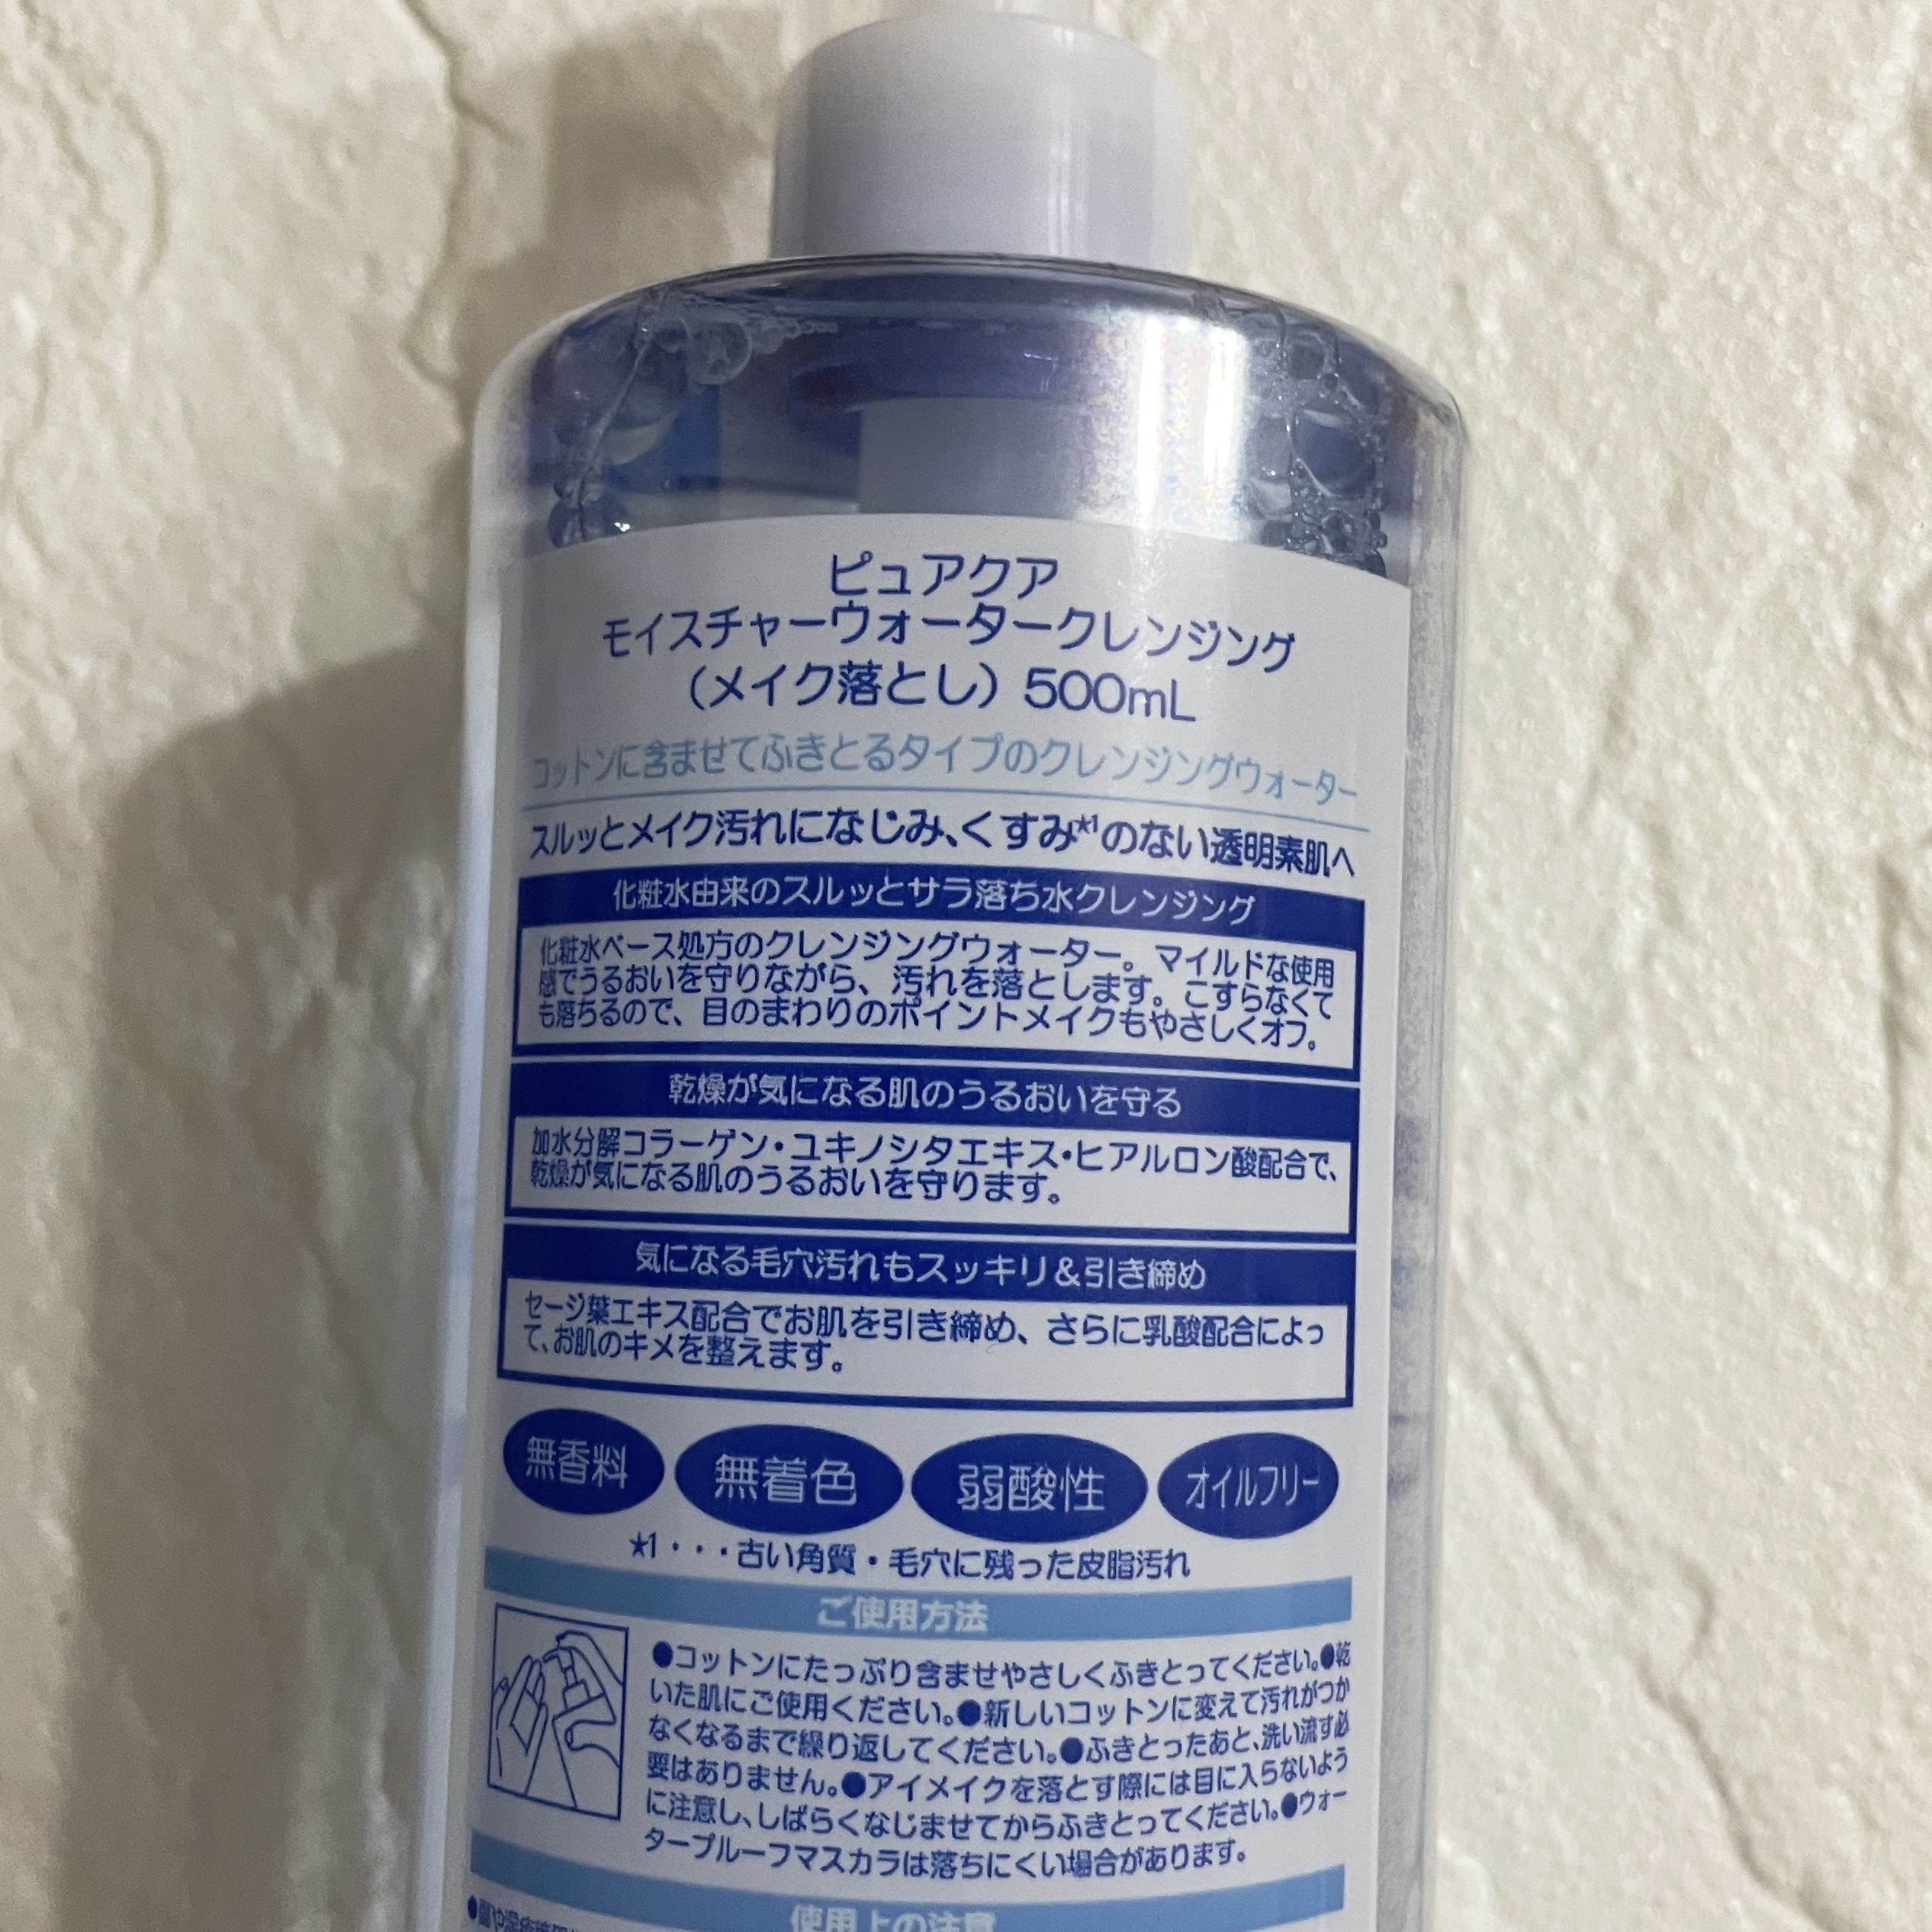 ピュアクア
モイスチャーウォータークレンジング
（メイク落とし）500mL
コットンに含ませてふきとるタイプのクレンジングウォーター
スルッとメイク汚れになじみ、くすみ★1のない透明素肌へ
化粧水由来のスルッとサラ落ち水クレンジング
化粧水ベース処方のクレンジングウォーター。マイルドな使用
感でうるおいを守りながら、汚れを落とします。こすらなくて
も落ちるので、目のまわりのポイントメイクもやさしくオフ。
乾燥が気になる肌のうるおいを守る
加水分解コラーゲン・ユキノシタエキス・ヒアルロン酸配合で、
乾燥が気になる肌のうるおいを守ります。
気になる毛穴汚れもスッキリ＆引き締め
セージ葉エキス配合でお肌を引き締め、さらに乳酸配合によっ
て、お肌のキメを整えます。
無香料 無着色 弱酸性 オイルフリー
★1・・・古い角質・毛穴に残った皮脂汚れ
ご使用方法
●コットンにたっぷり含ませやさしくふきとってください。●乾
いた肌にご使用ください。●新しいコットンに変えて汚れがつか
なくなるまで繰り返してください。●ふきとったあと、洗い流す必
要はありません。●アイメイクを落とす際には目に入らないよう
に注意し、しばらくなじませてからふきとってください。●ウォー
タープルーフマスカラは落ちにくい場合があります。
使用上の注意